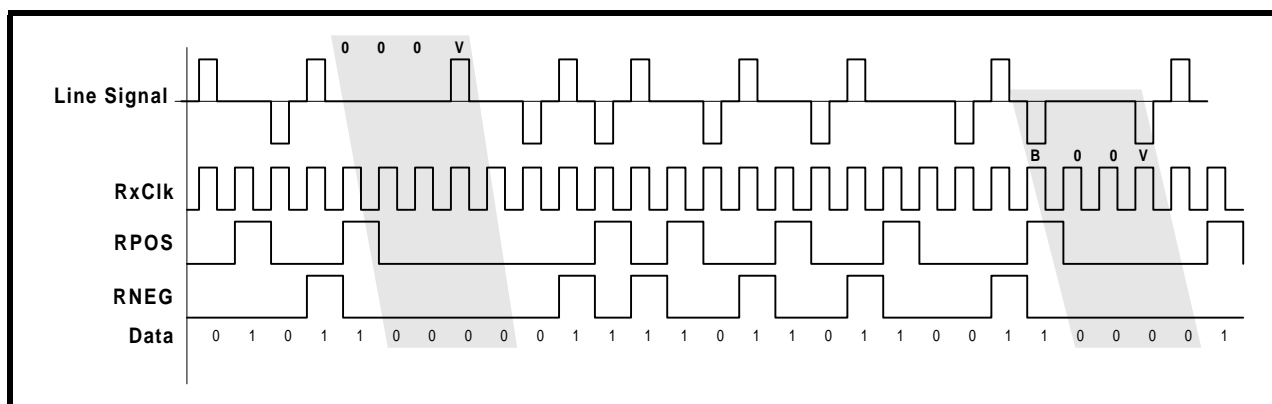 0 0 0 V
Line Signal
B 0 0 V
RxClk
RPOS
RNEG
Data 0 1 0 1 1 0 0 0 0 0 1 1 1 1 0 1 1 0 1 1 0 0 1 1 0 0 0 0 1